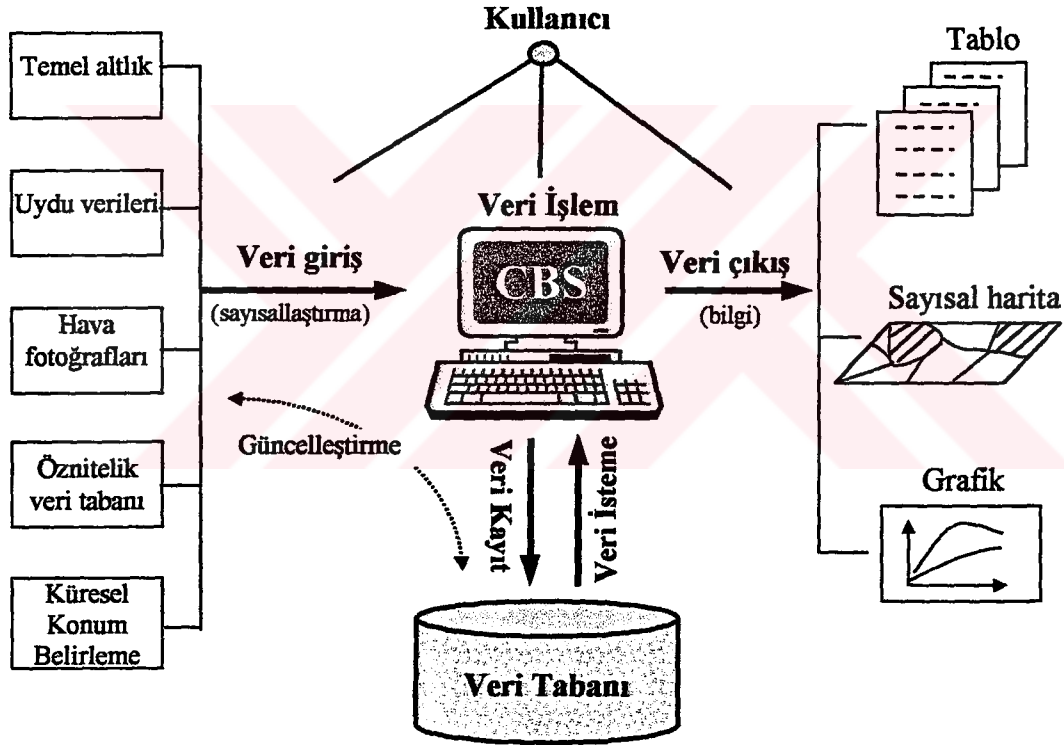 Kullanıcı
Temel altlık
Uydu verileri
Hava
fotoğrafları
Öznitelik
veri tabanı
Küresel
Konum
Belirleme
Veri giriş
(sayısallaştırma)
Güncelleştirme
Veri İşlem
CBS
Veri Kayıt
Veri İsteme
Veri Tabanı
Veri çıkış
(bilgi)
Tablo
Sayısal harita
Grafik